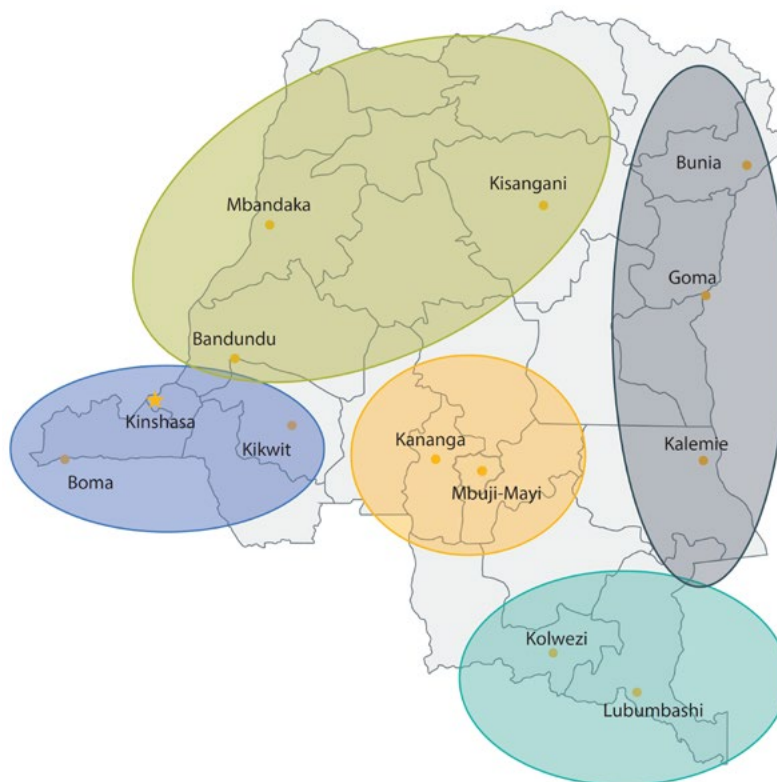 Bunia
Kisangani
Mbandaka
Goma
Bandundu
Kinshasa
Kikwit
Kananga
Kalemie
Boma
Mbuji-Mayi
Kolwezi
Lubumbashi